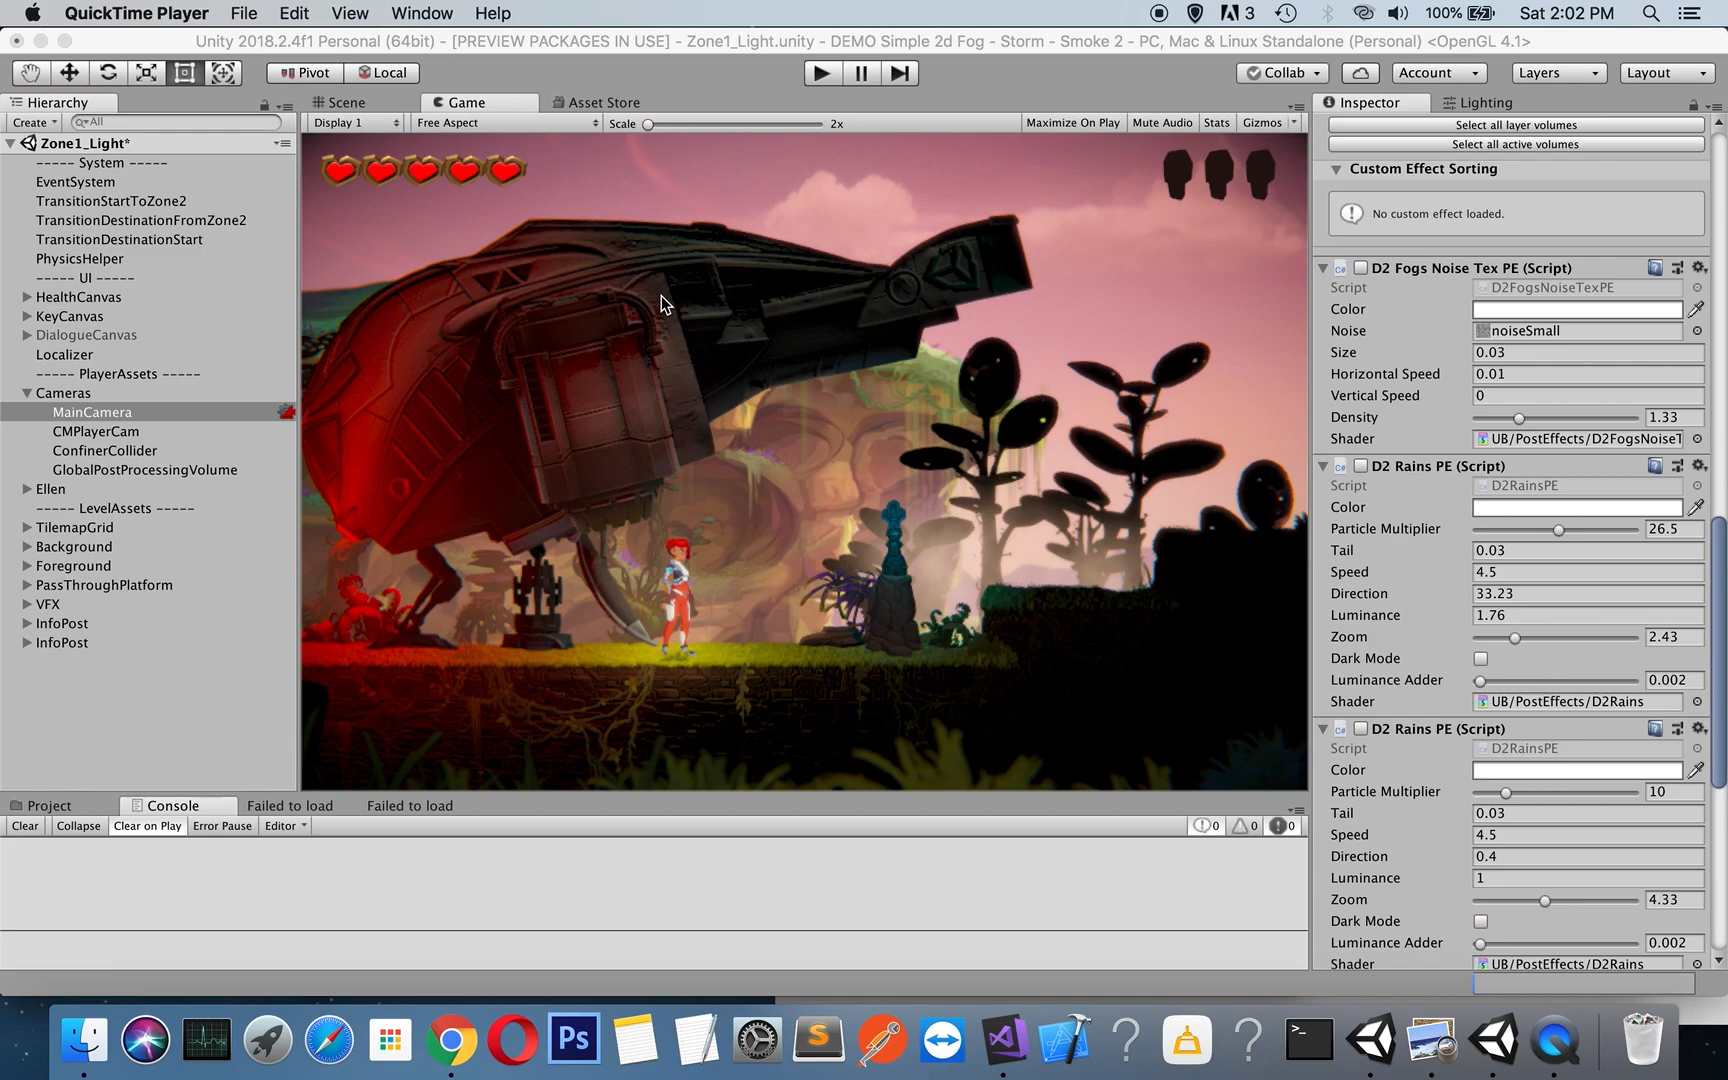 QuickTime Player File Edit View Window Help
3 100% Sat 2:02 PM
Unity 2018.2.4f1 Personal (64bit) - [PREVIEW PACKAGES IN USE] - Zone1_Light.unity - DEMO Simple 2d Fog - Storm - Smoke 2 - PC, Mac & Linux Standalone (Personal) <OpenGL 4.1>
Pivot Local
Collab Account Layers Layout
Hierarchy
Create All
Zone1_Light*
----- System -----
EventSystem
TransitionStartToZone2
TransitionDestinationFromZone2
TransitionDestinationStart
PhysicsHelper
----- UI -----
HealthCanvas
KeyCanvas
DialogueCanvas
Localizer
----- PlayerAssets -----
Cameras
MainCamera
CMPlayerCam
ConfinerCollider
GlobalPostProcessingVolume
Ellen
----- LevelAssets -----
TilemapGrid
Background
Foreground
PassThroughPlatform
VFX
InfoPost
InfoPost
Scene Game Asset Store
Display 1 Free Aspect Scale 2x Maximize On Play Mute Audio Stats Gizmos
Project Console Failed to load Failed to load
Clear Collapse Clear on Play Error Pause Editor 0 0 0
Inspector Lighting
Select all layer volumes
Select all active volumes
Custom Effect Sorting
No custom effect loaded.
D2 Fogs Noise Tex PE (Script)
Script D2FogsNoiseTexPE
Color
Noise noiseSmall
Size 0.03
Horizontal Speed 0.01
Vertical Speed 0
Density 1.33
Shader UB/PostEffects/D2FogsNoiseT
D2 Rains PE (Script)
Script D2RainsPE
Color
Particle Multiplier 26.5
Tail 0.03
Speed 4.5
Direction 33.23
Luminance 1.76
Zoom 2.43
Dark Mode
Luminance Adder 0.002
Shader UB/PostEffects/D2Rains
D2 Rains PE (Script)
Script D2RainsPE
Color
Particle Multiplier 10
Tail 0.03
Speed 4.5
Direction 0.4
Luminance 1
Zoom 4.33
Dark Mode
Luminance Adder 0.002
Shader UB/PostEffects/D2Rains
Ps S